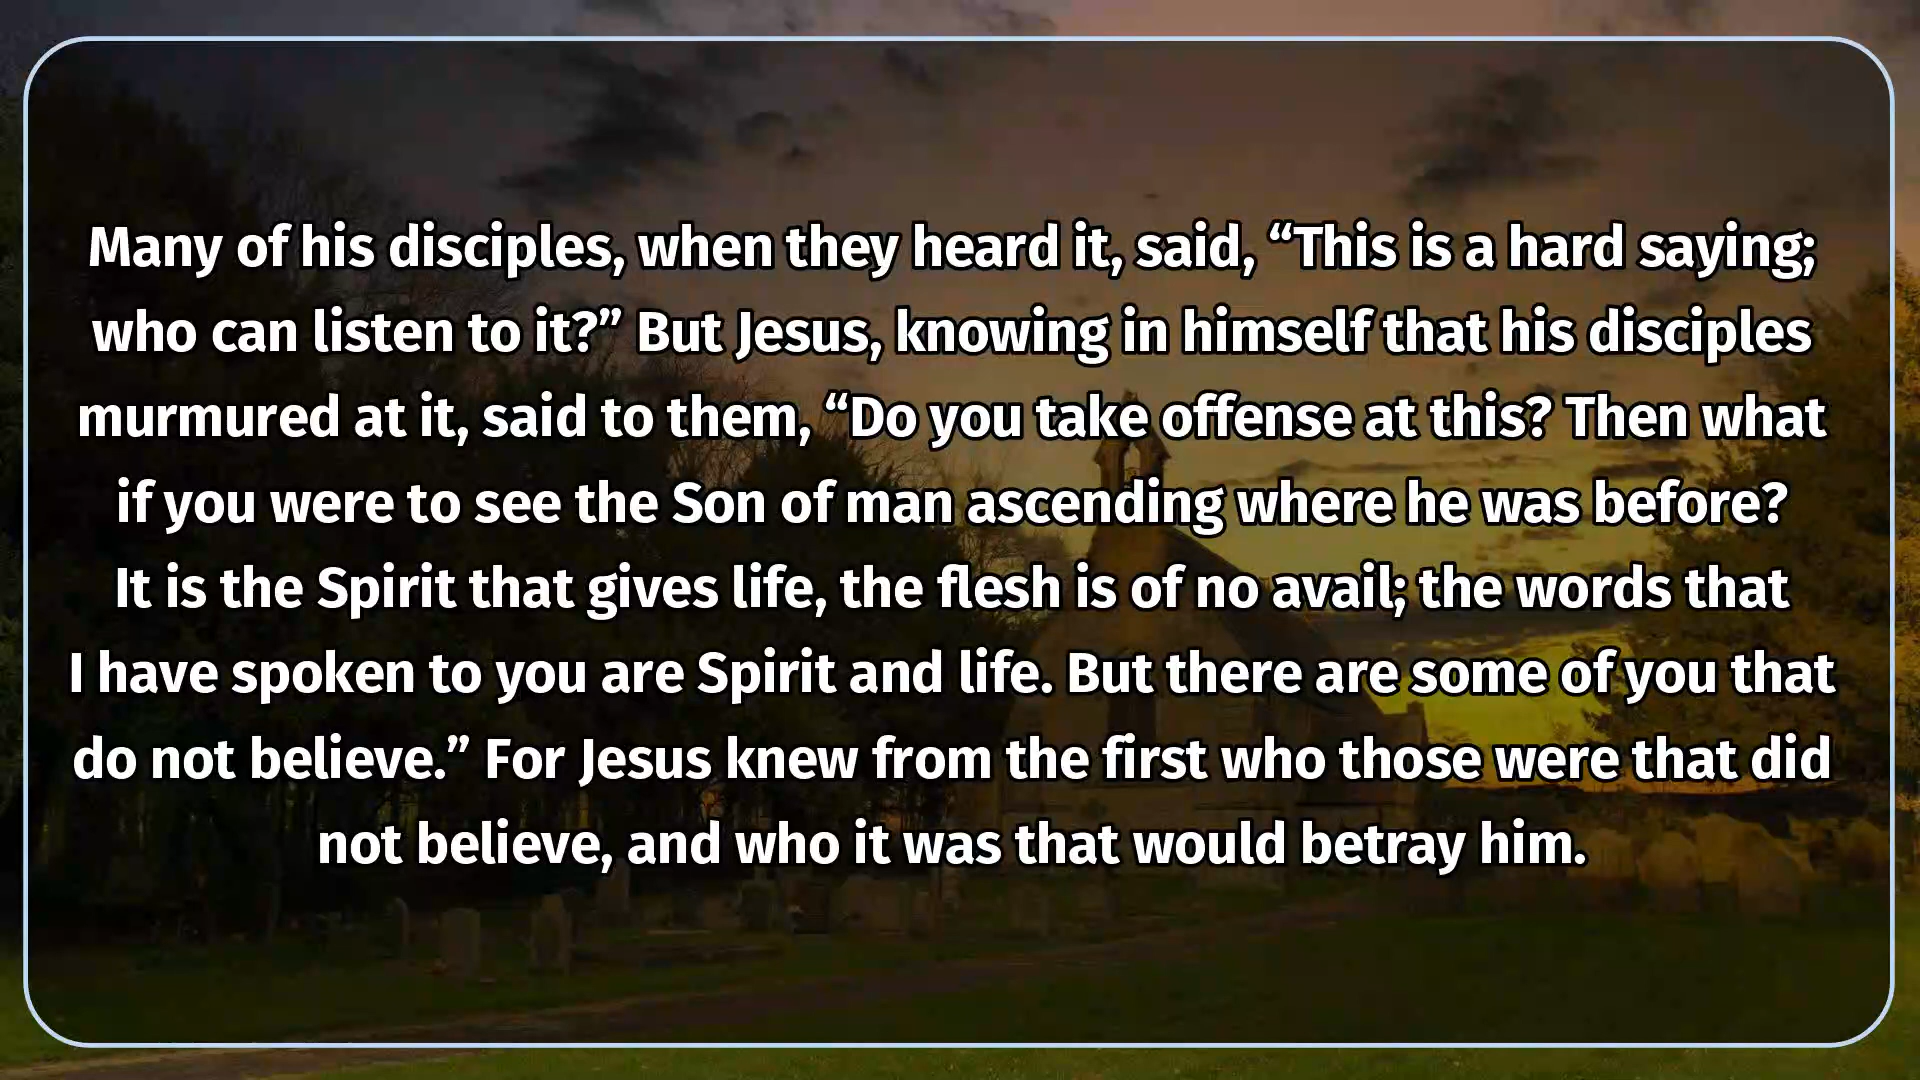 Many of his disciples, when they heard it, said, “This is a hard saying;
who can listen to it?” But Jesus, knowing in himself that his disciples
murmured at it, said to them, “Do you take offense at this? Then what
if you were to see the Son of man ascending where he was before?
It is the Spirit that gives life, the flesh is of no avail; the words that
I have spoken to you are Spirit and life. But there are some of you that
do not believe.” For Jesus knew from the first who those were that did
not believe, and who it was that would betray him.